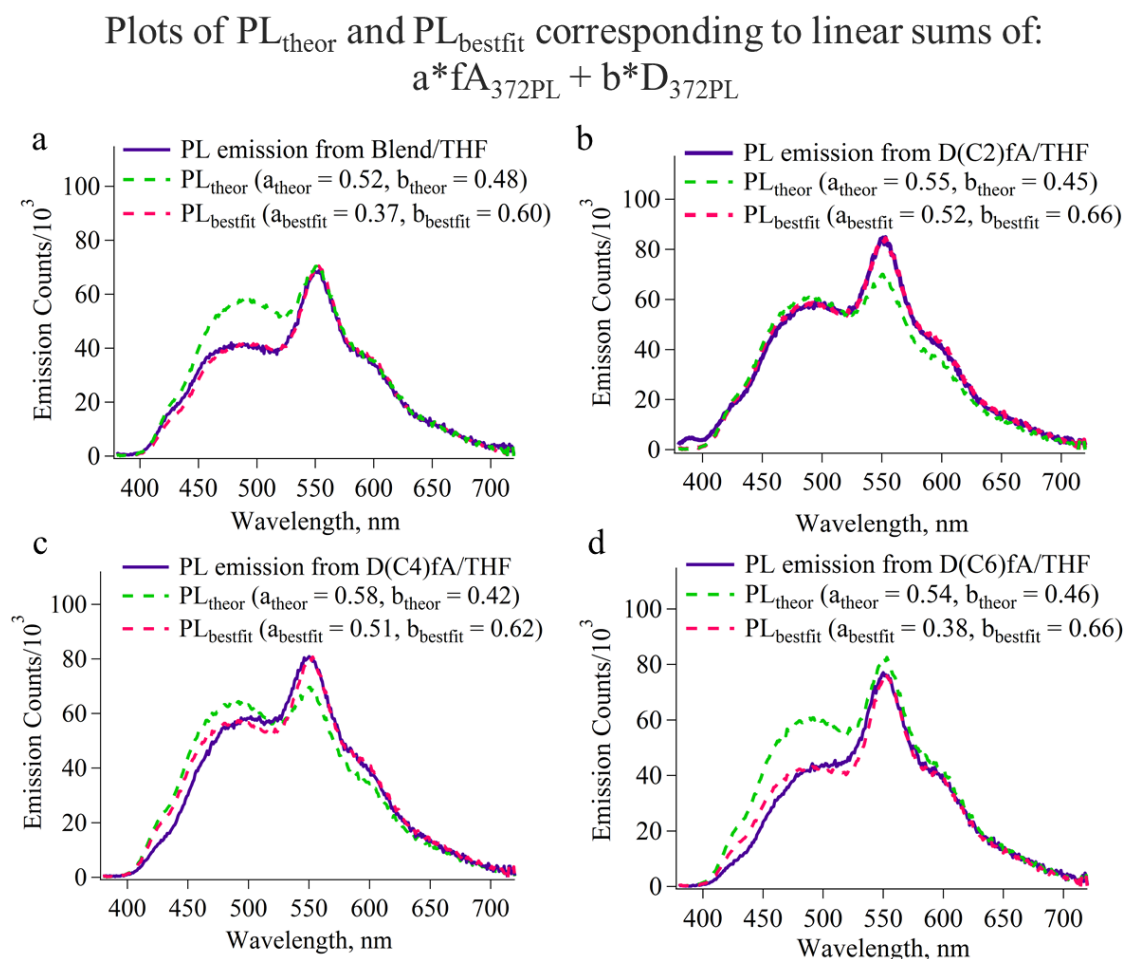 Plots of PLtheor and PLbestfit corresponding to linear sums of:
a*fA372PL + b*D372PL
a
PL emission from Blend/THF
PLtheor (atheor = 0.52, btheor = 0.48)
PLbestfit (abestfit = 0.37, bbestfit = 0.60)
100
80
60
40
20
0
Emission Counts/10³
400 450 500 550 600 650 700
Wavelength, nm
b
PL emission from D(C2)fA/THF
PLtheor (atheor = 0.55, btheor = 0.45)
PLbestfit (abestfit = 0.52, bbestfit = 0.66)
100
80
60
40
20
0
Emission Counts/10³
400 450 500 550 600 650 700
Wavelength, nm
c
PL emission from D(C4)fA/THF
PLtheor (atheor = 0.58, btheor = 0.42)
PLbestfit (abestfit = 0.51, bbestfit = 0.62)
100
80
60
40
20
0
Emission Counts/10³
400 450 500 550 600 650 700
Wavelength, nm
d
PL emission from D(C6)fA/THF
PLtheor (atheor = 0.54, btheor = 0.46)
PLbestfit (abestfit = 0.38, bbestfit = 0.66)
100
80
60
40
20
0
Emission Counts/10³
400 450 500 550 600 650 700
Wavelength, nm